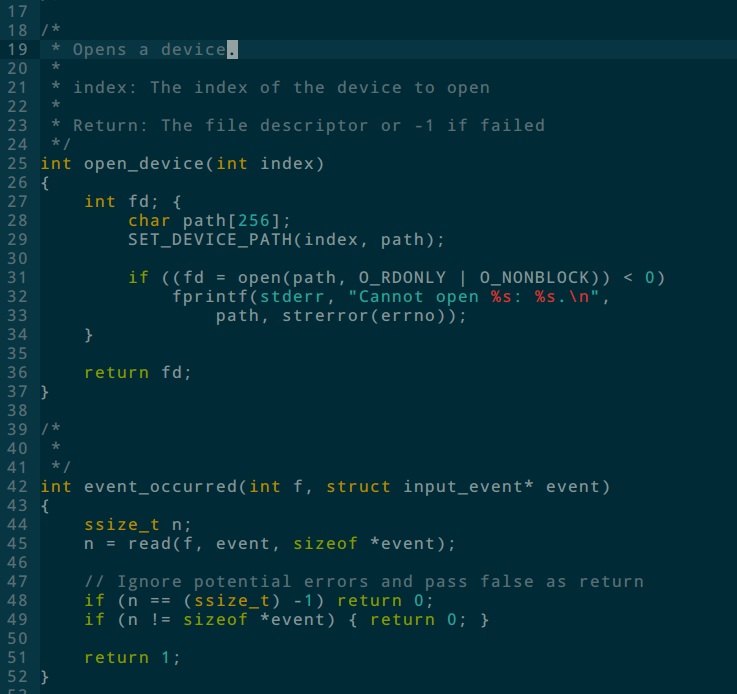 17
18 /*
19  * Opens a device.
20  *
21  * index: The index of the device to open
22  *
23  * Return: The file descriptor or -1 if failed
24  */
25 int open_device(int index)
26 {
27     int fd; {
28         char path[256];
29         SET_DEVICE_PATH(index, path);
30
31         if ((fd = open(path, O_RDONLY | O_NONBLOCK)) < 0)
32             fprintf(stderr, "Cannot open %s: %s.\n",
33                 path, strerror(errno));
34     }
35
36     return fd;
37 }
38
39 /*
40  *
41  */
42 int event_occurred(int f, struct input_event* event)
43 {
44     ssize_t n;
45     n = read(f, event, sizeof *event);
46
47     // Ignore potential errors and pass false as return
48     if (n == (ssize_t) -1) return 0;
49     if (n != sizeof *event) { return 0; }
50
51     return 1;
52 }